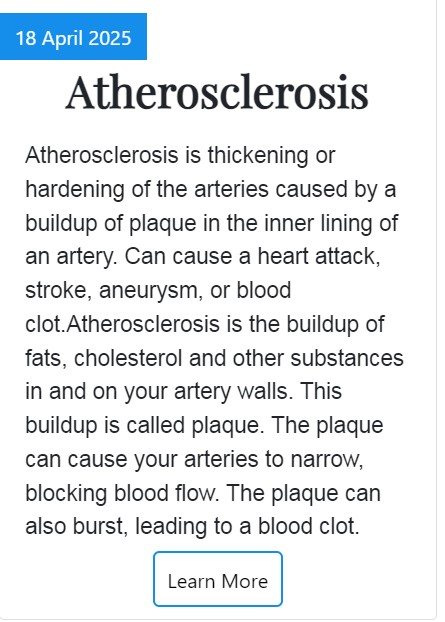 18 April 2025
Atherosclerosis
Atherosclerosis is thickening or
hardening of the arteries caused by a
buildup of plaque in the inner lining of
an artery. Can cause a heart attack,
stroke, aneurysm, or blood
clot.Atherosclerosis is the buildup of
fats, cholesterol and other substances
in and on your artery walls. This
buildup is called plaque. The plaque
can cause your arteries to narrow,
blocking blood flow. The plaque can
also burst, leading to a blood clot.
Learn More